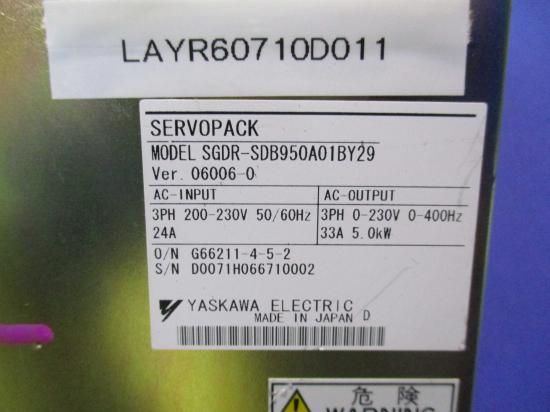 LAYR60710D011
SERVOPACK
MODEL SGDR-SDB950A01BY29
Ver. 06006-0
AC-INPUT AC-OUTPUT
3PH 200-230V 50/60Hz 3PH 0-230V 0-400Hz
24A 33A 5.0kW
O/N G66211-4-5-2
S/N D0071H066710002
YASKAWA ELECTRIC
MADE IN JAPAN D
危険